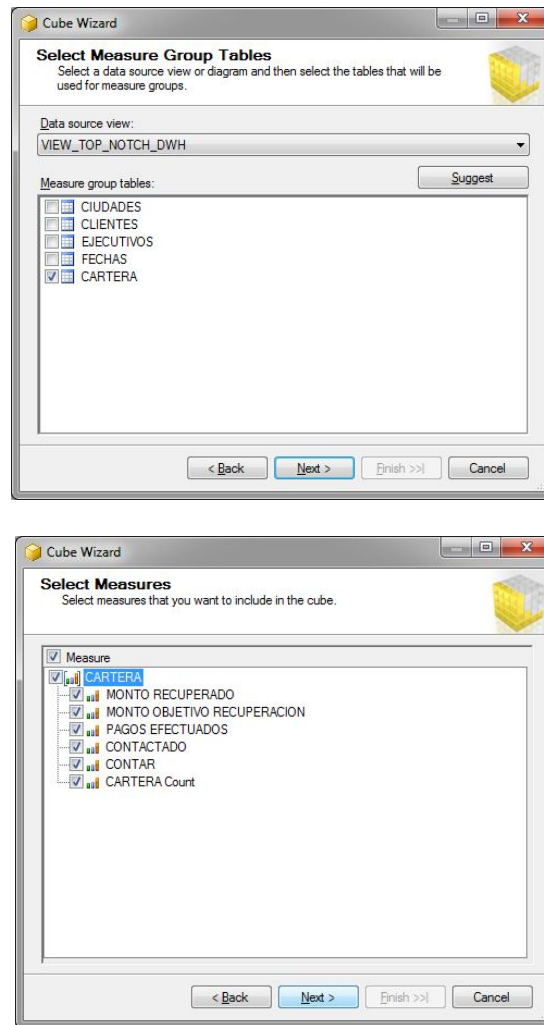 Cube Wizard
Select Measure Group Tables
Select a data source view or diagram and then select the tables that will be
used for measure groups.
Data source view:
VIEW_TOP_NOTCH_DWH
Measure group tables:
Suggest
CIUDADES
CLIENTES
EJECUTIVOS
FECHAS
CARTERA
< Back
Next >
Finish >>|
Cancel
Cube Wizard
Select Measures
Select measures that you want to include in the cube.
Measure
CARTERA
MONTO RECUPERADO
MONTO OBJETIVO RECUPERACION
PAGOS EFECTUADOS
CONTACTADO
CONTAR
CARTERA Count
< Back
Next >
Finish >>|
Cancel